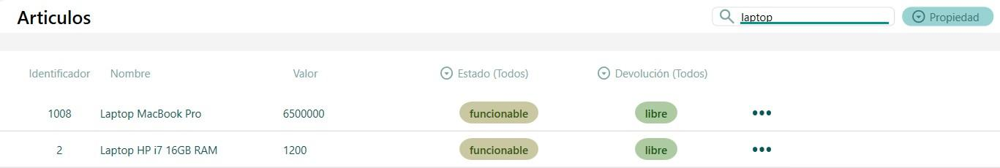 Articulos
laptop
Propiedad
Identificador Nombre Valor Estado (Todos) Devolución (Todos)
1008 Laptop MacBook Pro 6500000 funcionable libre
2 Laptop HP i7 16GB RAM 1200 funcionable libre